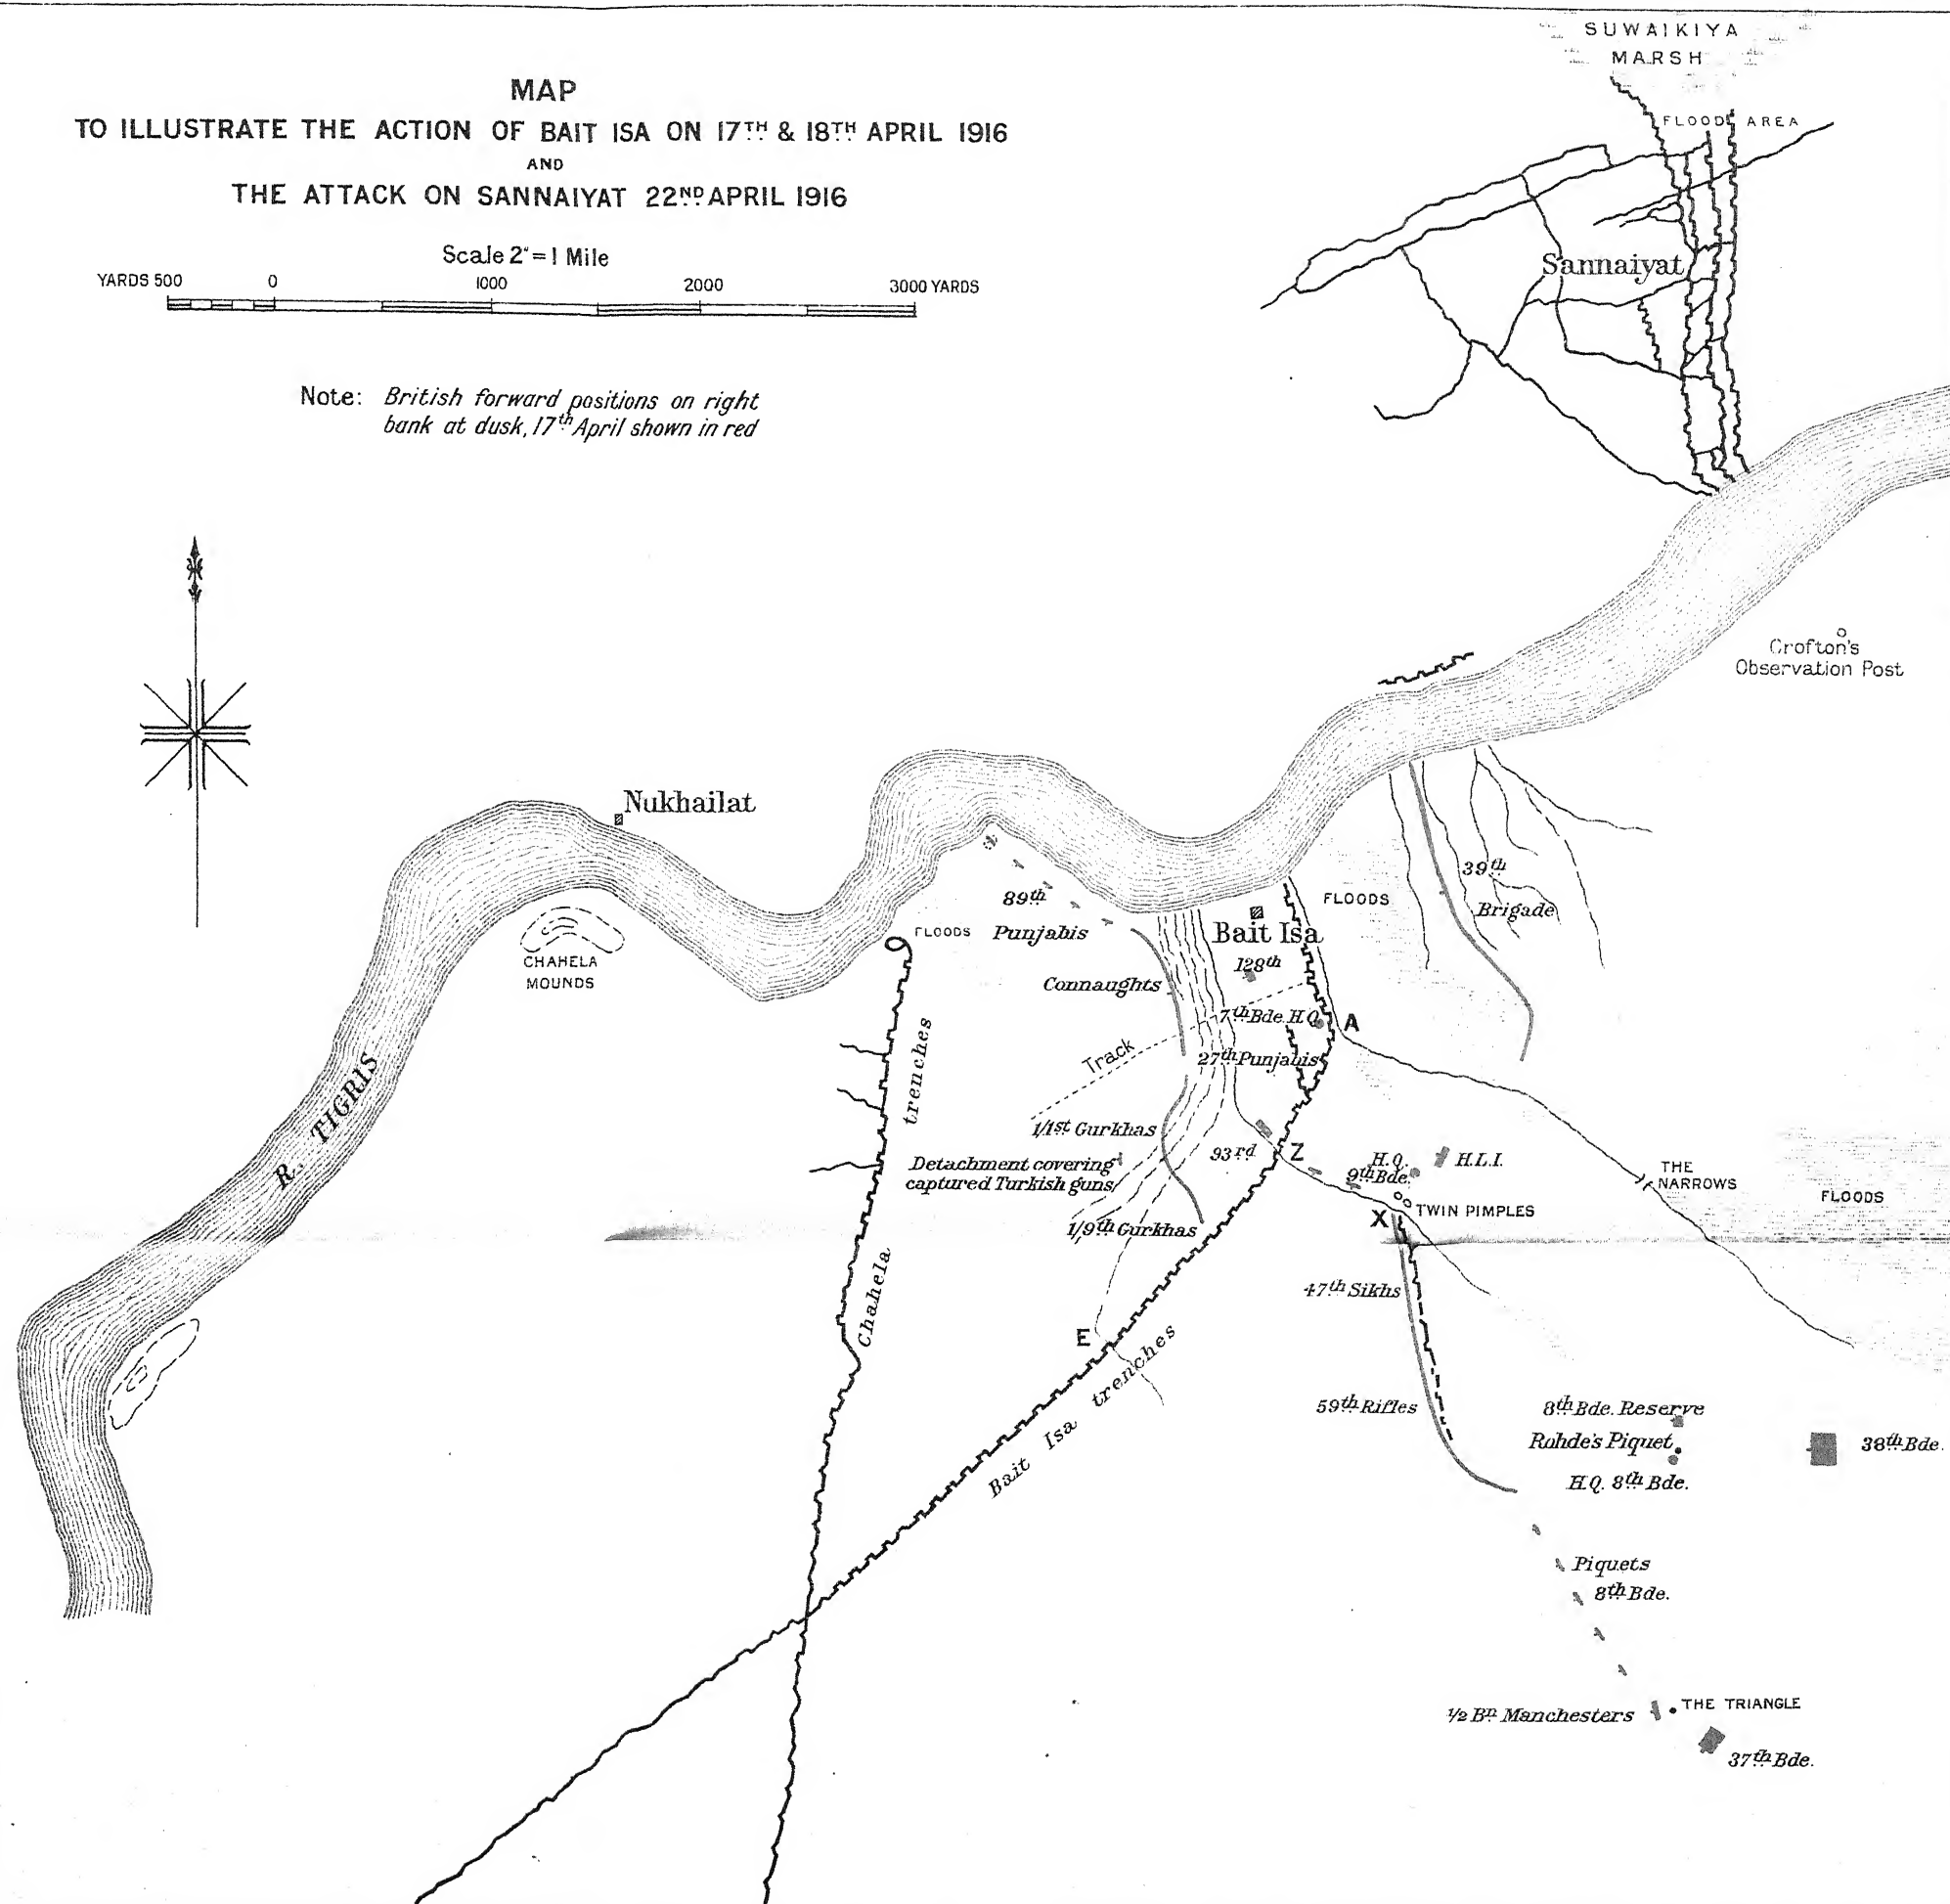 SUWAIKIYA
MARSH
FLOOD AREA
MAP
TO ILLUSTRATE THE ACTION OF BAIT ISA ON 17TH & 18TH APRIL 1916
AND
THE ATTACK ON SANNAIYAT 22ND APRIL 1916
Scale 2"=1 Mile
YARDS 500 0 1000 2000 3000 YARDS
Note: British forward positions on right
bank at dusk, 17th April shown in red
Sannaiyat
Crofton's
Observation Post
Nukhailat
CHAHELA
MOUNDS
R. TIGRIS
FLOODS
89th
Punjabis
Connaughts
Bait Isa
128th
7th Bde. H.Q.
A
27th Punjabis
FLOODS
39th
Brigade
Track
Chahela trenches
1/1st Gurkhas
Detachment covering
captured Turkish guns
1/9th Gurkhas
93rd
Z
H.Q.
9th Bde.
H.L.I.
TWIN PIMPLES
X
THE
NARROWS
FLOODS
47th Sikhs
E
Bait Isa trenches
59th Rifles
8th Bde. Reserve
Rohde's Piquet
H.Q. 8th Bde.
38th Bde.
Piquets
8th Bde.
1/2 Bn Manchesters
THE TRIANGLE
37th Bde.